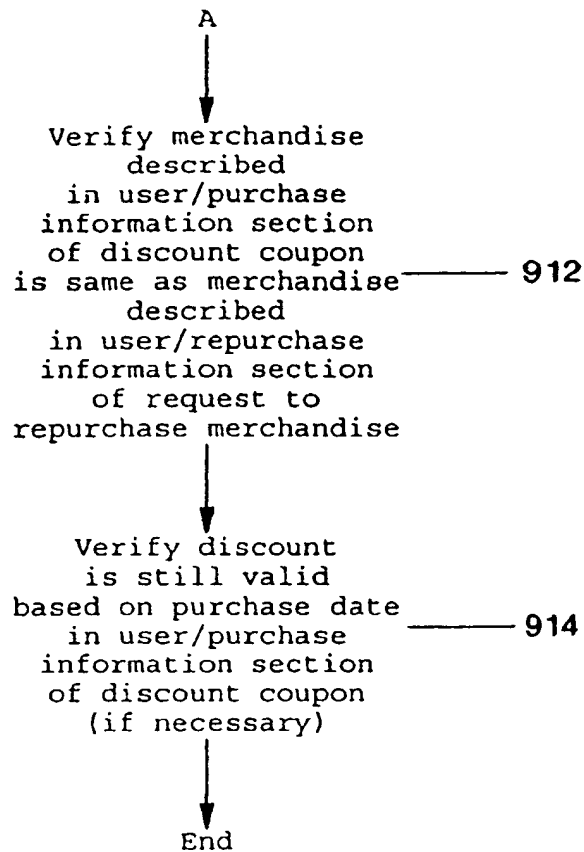 A
Verify merchandise
described
in user/purchase
information section
of discount coupon
is same as merchandise
912
described
in user/repurchase
information section
of request to
repurchase merchandise
Verify discount
is still valid
based on purchase date
in user/purchase
914
information section
of discount coupon
(if necessary)
End